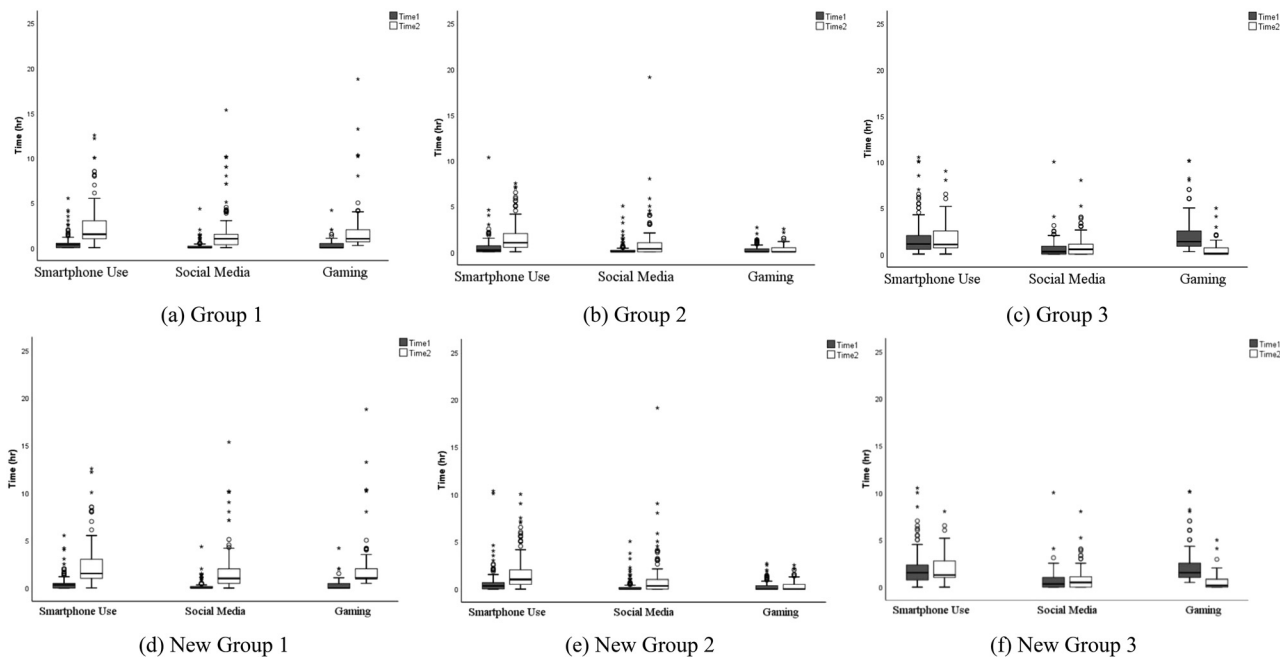 Time1
Time2
25
20
15
10
5
0
Time (hr)
Smartphone Use Social Media Gaming
(a) Group 1
Time1
Time2
25
20
15
10
5
0
Time (hr)
Smartphone Use Social Media Gaming
(b) Group 2
Time1
Time2
25
20
15
10
5
0
Time (hr)
Smartphone Use Social Media Gaming
(c) Group 3
Time1
Time2
25
20
15
10
5
0
Time (hr)
Smartphone Use Social Media Gaming
(d) New Group 1
Time1
Time2
25
20
15
10
5
0
Time (hr)
Smartphone Use Social Media Gaming
(e) New Group 2
Time1
Time2
25
20
15
10
5
0
Time (hr)
Smartphone Use Social Media Gaming
(f) New Group 3